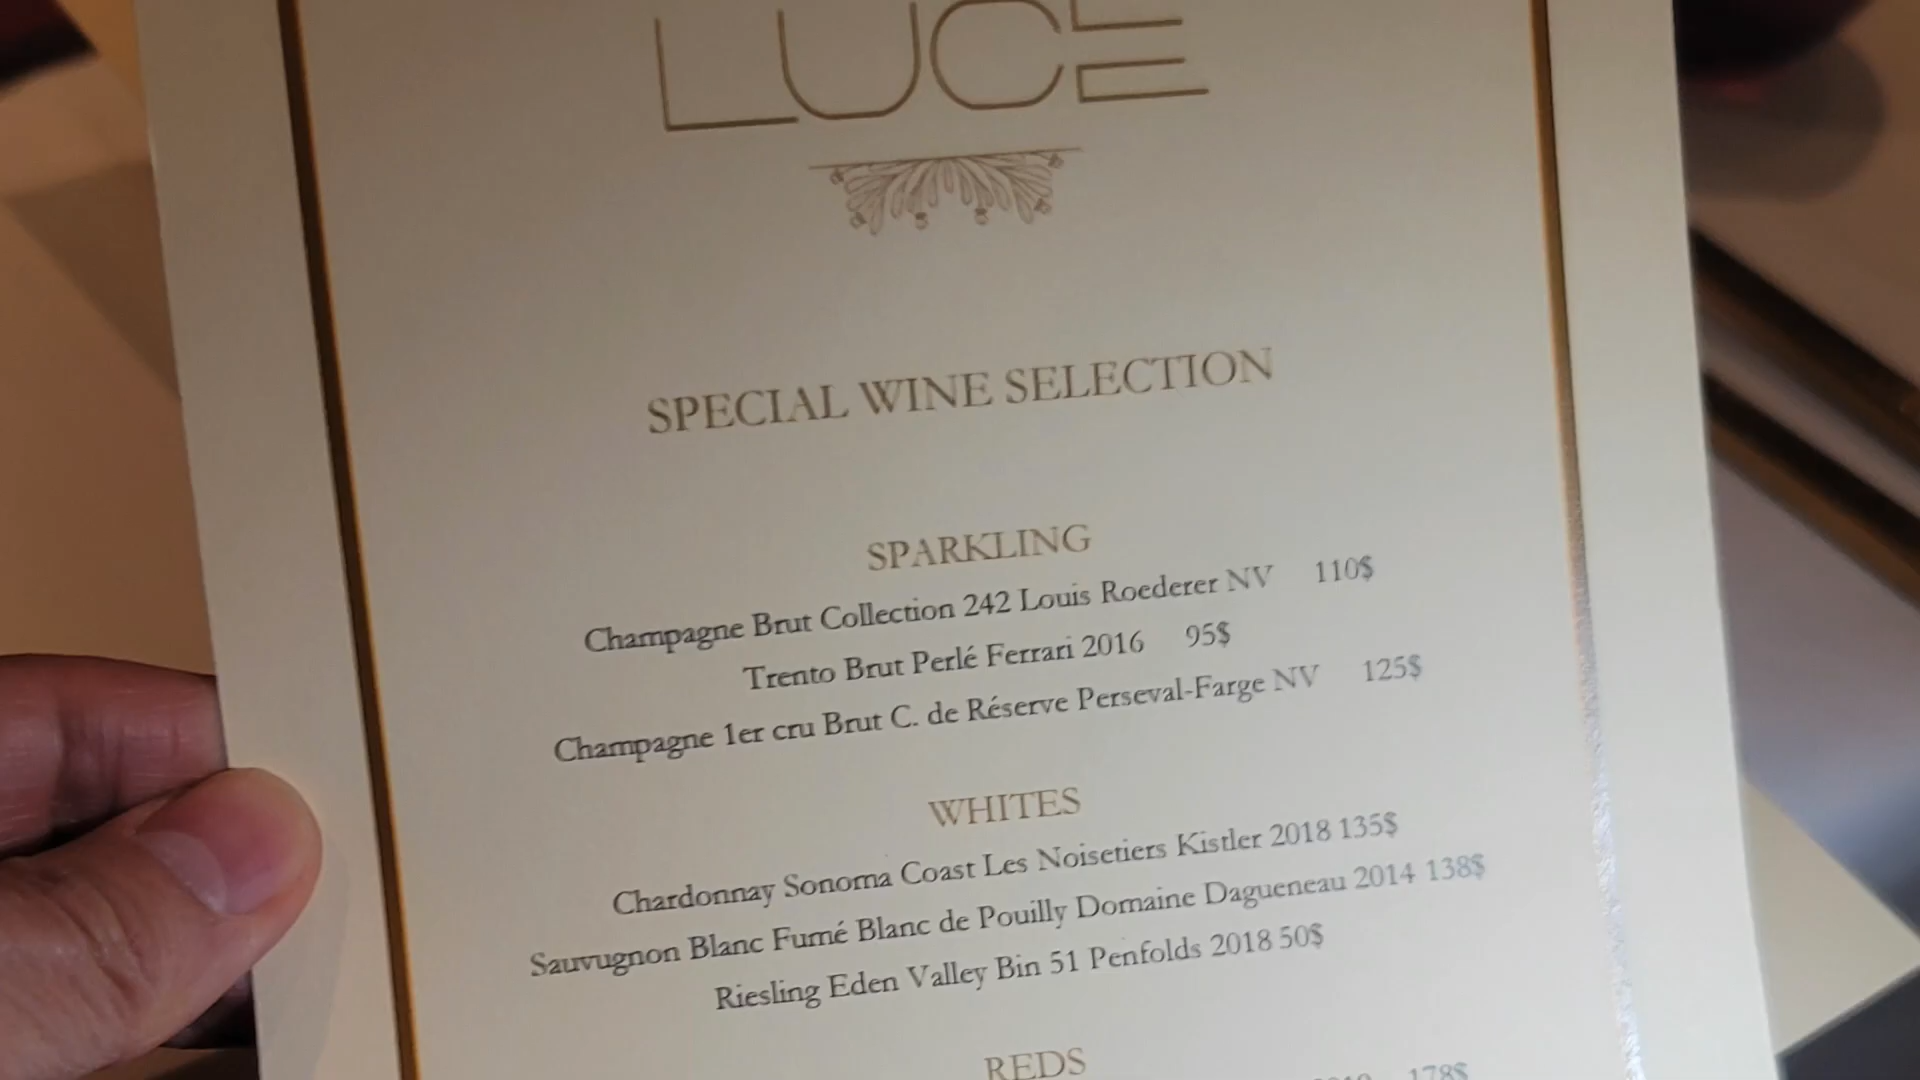 LUCE
SPECIAL WINE SELECTION
SPARKLING
Champagne Brut Collection 242 Louis Roederer NV 110$
Trento Brut Perlé Ferrari 2016 95$
Champagne 1er cru Brut C. de Réserve Perseval-Farge NV 125$
WHITES
Chardonnay Sonoma Coast Les Noisetiers Kistler 2018 135$
Sauvugnon Blanc Fumé Blanc de Pouilly Domaine Dagueneau 2014 138$
Riesling Eden Valley Bin 51 Penfolds 2018 50$
REDS
178$